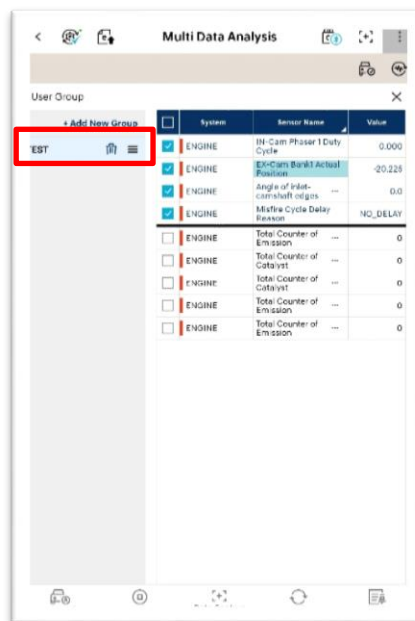 Multi Data Analysis
User Group
+ Add New Group
System Sensor Name Value
EST
ENGINE IN-Cam Phaser 1 Duty Cycle 0.000
ENGINE EX-Cam Bank1 Actual Position -20.225
ENGINE Angle of inlet-camshaft edges ... 0.0
ENGINE Misfire Cycle Delay Reason NO_DELAY
ENGINE Total Counter of Emission ... 0
ENGINE Total Counter of Catalyst ... 0
ENGINE Total Counter of Catalyst ... 0
ENGINE Total Counter of Emission ... 0
ENGINE Total Counter of Emission ... 0